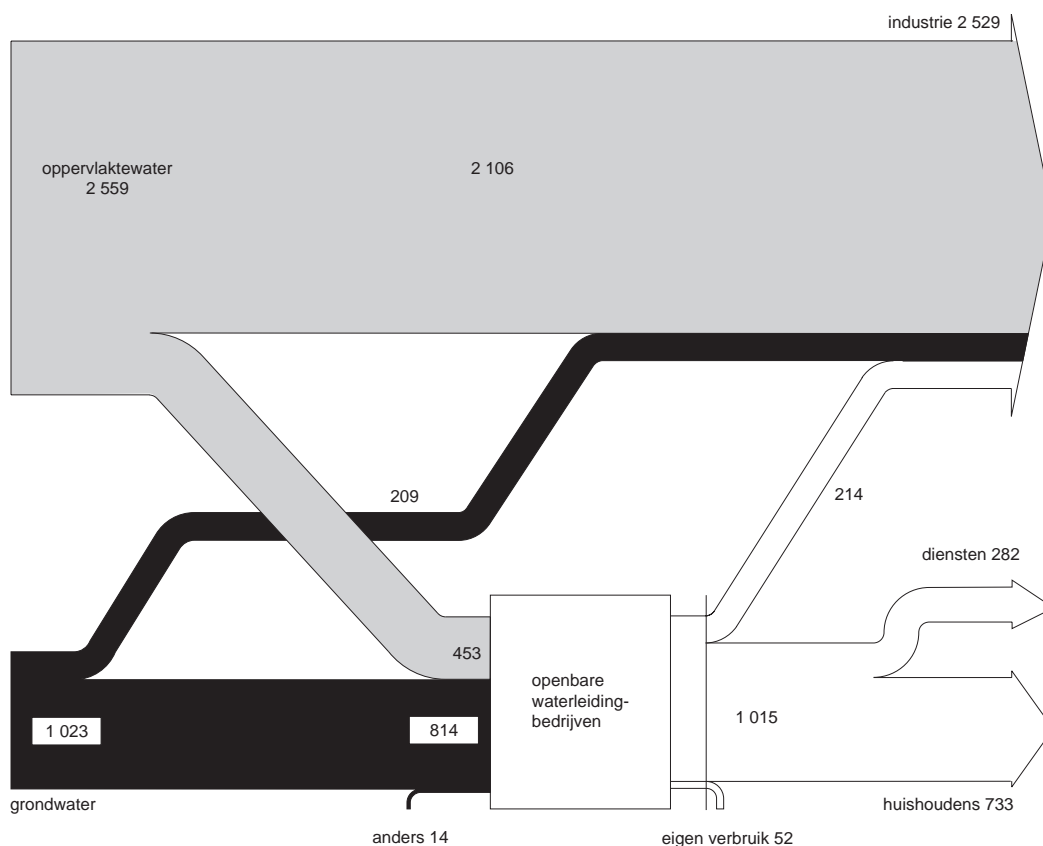 industrie 2 529
oppervlaktewater
2 559
2 106
209
214
diensten 282
453
openbare
waterleiding-
bedrijven
1 023
814
1 015
grondwater
huishoudens 733
anders 14
eigen verbruik 52